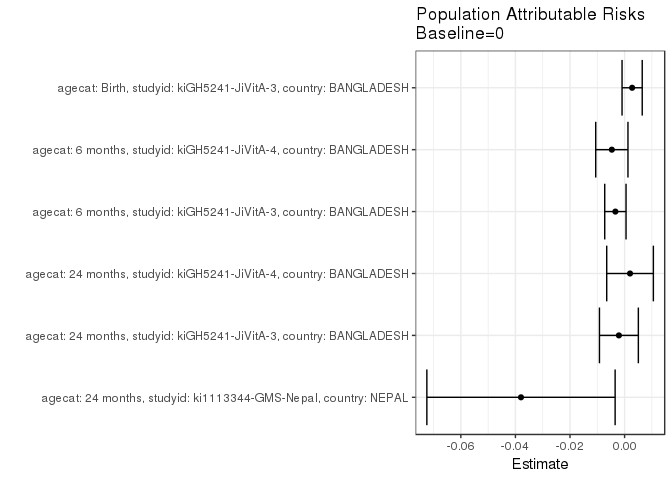 Population Attributable Risks
Baseline=0
agecat: Birth, studyid: kiGH5241-JiVitA-3, country: BANGLADESH
agecat: 6 months, studyid: kiGH5241-JiVitA-4, country: BANGLADESH
agecat: 6 months, studyid: kiGH5241-JiVitA-3, country: BANGLADESH
agecat: 24 months, studyid: kiGH5241-JiVitA-4, country: BANGLADESH
agecat: 24 months, studyid: kiGH5241-JiVitA-3, country: BANGLADESH
agecat: 24 months, studyid: ki1113344-GMS-Nepal, country: NEPAL
-0.06 -0.04 -0.02 0.00
Estimate